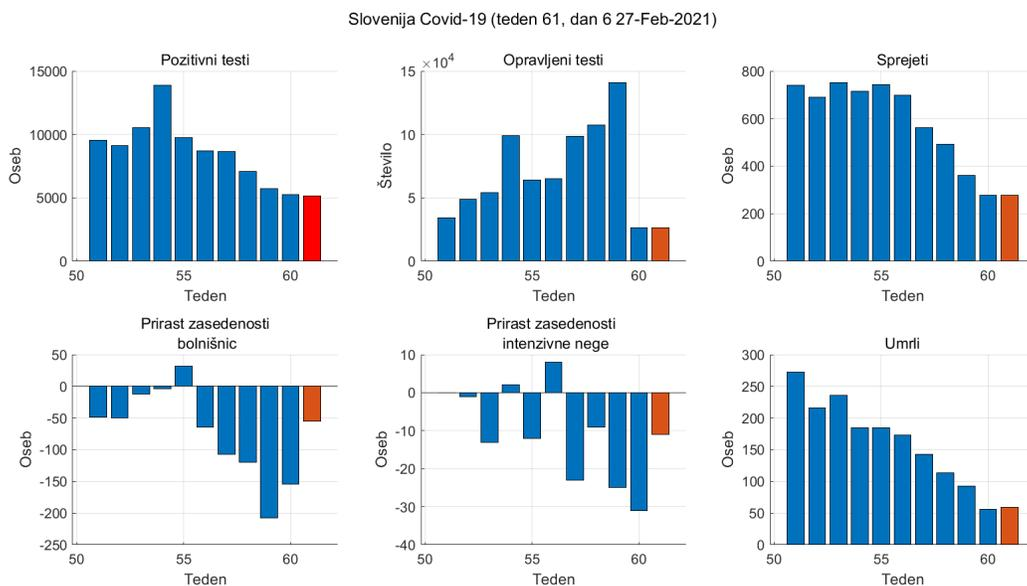 Slovenija Covid-19 (teden 61, dan 6 27-Feb-2021)
Pozitivni testi
15000
10000
5000
0
Oseb
50
55
60
Teden
Opravljeni testi
×10^4
15
10
5
0
Število
50
55
60
Teden
Sprejeti
800
600
400
200
0
Oseb
50
55
60
Teden
Prirast zasedenosti
bolnišnic
50
0
-50
-100
-150
-200
-250
Oseb
50
55
60
Teden
Prirast zasedenosti
intenzivne nege
10
0
-10
-20
-30
-40
Oseb
50
55
60
Teden
Umrli
300
250
200
150
100
50
0
Oseb
50
55
60
Teden